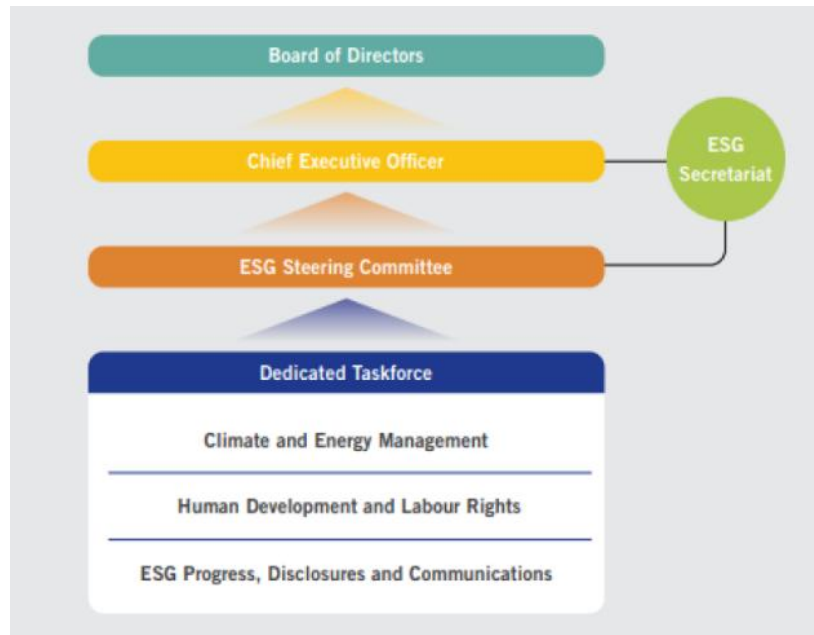 Board of Directors
Chief Executive Officer
ESG
Secretariat
ESG Steering Committee
Dedicated Taskforce
Climate and Energy Management
Human Development and Labour Rights
ESG Progress, Disclosures and Communications